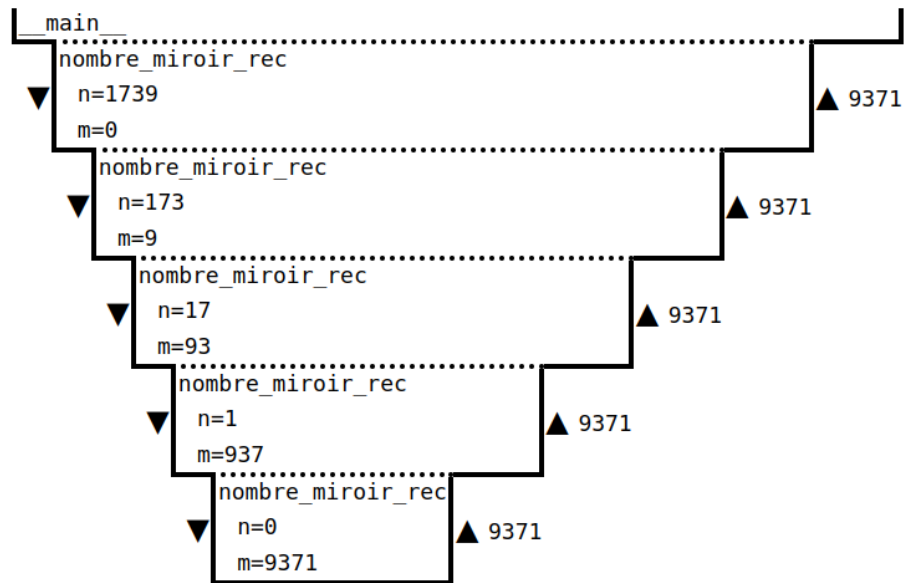 __main__
nombre_miroir_rec
n=1739
▼
▲ 9371
m=0
nombre_miroir_rec
n=173
▼
▲ 9371
m=9
nombre_miroir_rec
n=17
▼
▲ 9371
m=93
nombre_miroir_rec
n=1
▼
▲ 9371
m=937
nombre_miroir_rec
n=0
▼
▲ 9371
m=9371